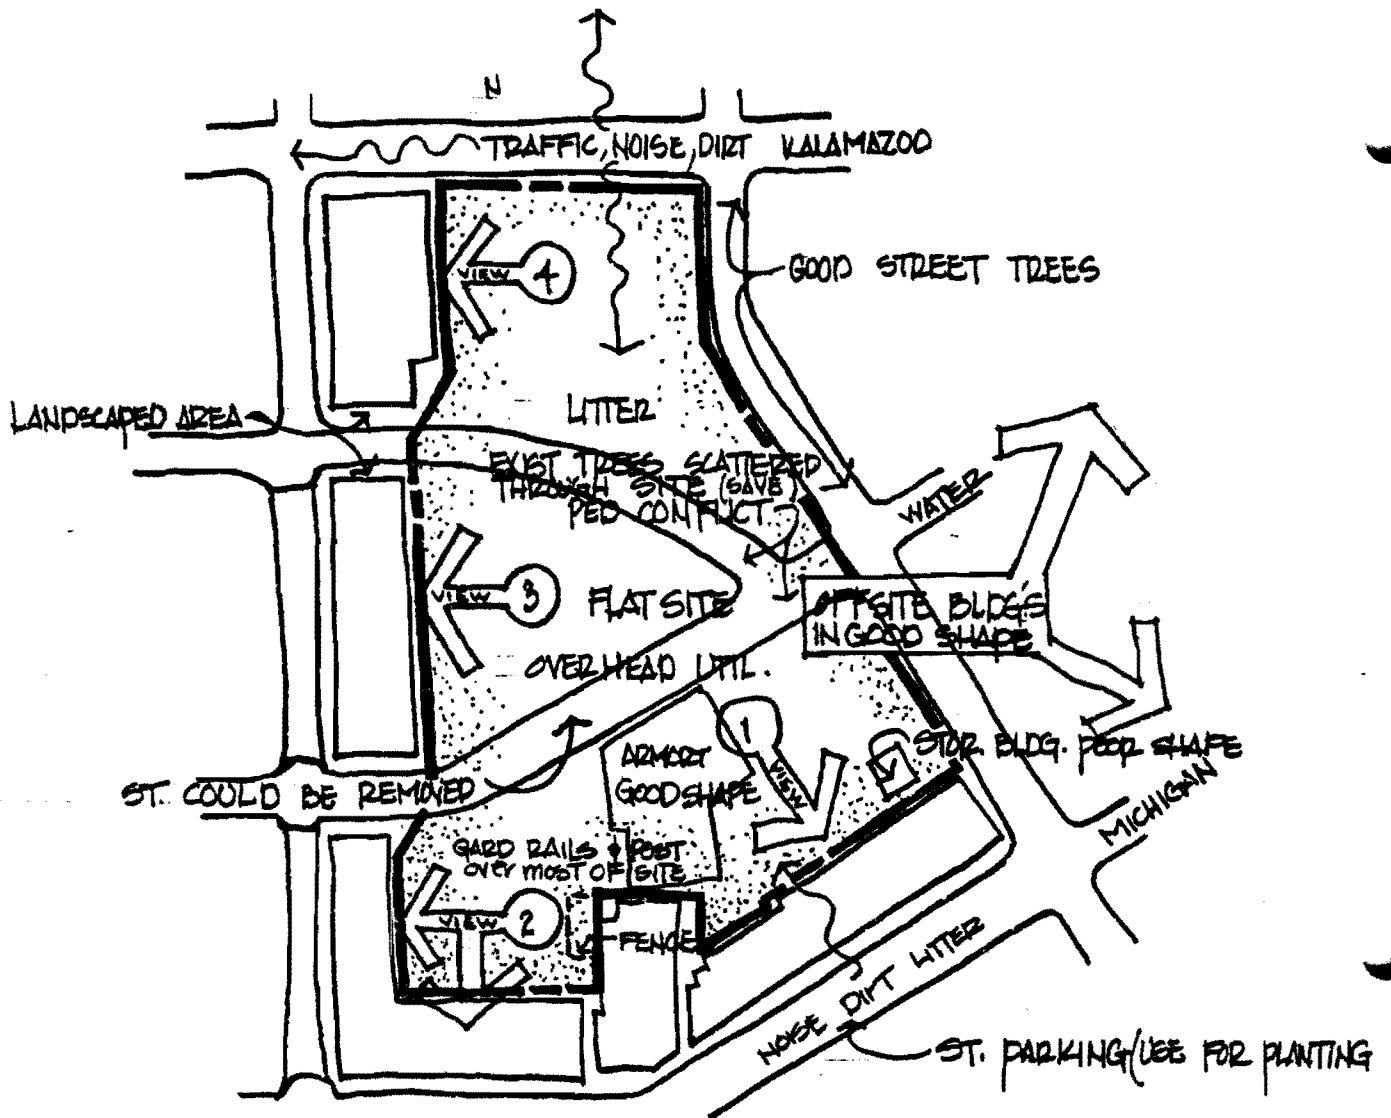 N
TRAFFIC, NOISE, DIRT KALAMAZOO
GOOD STREET TREES
VIEW 4
LANDSCAPED AREA
LITTER
EXIST TREES SCATTERED
THROUGH SITE (SAVE)
PED CONFLICT
WATER
VIEW 3
FLAT SITE
OFFSITE BLDG'S
IN GOOD SHAPE
OVERHEAD UTIL.
1 VIEW
STOR. BLDG. POOR SHAPE
ARMORY
GOOD SHAPE
ST. COULD BE REMOVED
MICHIGAN
GARD RAILS & POST
OVER MOST OF SITE
VIEW 2
FENCE
NOISE DIRT LITTER
ST. PARKING/USE FOR PLANTING